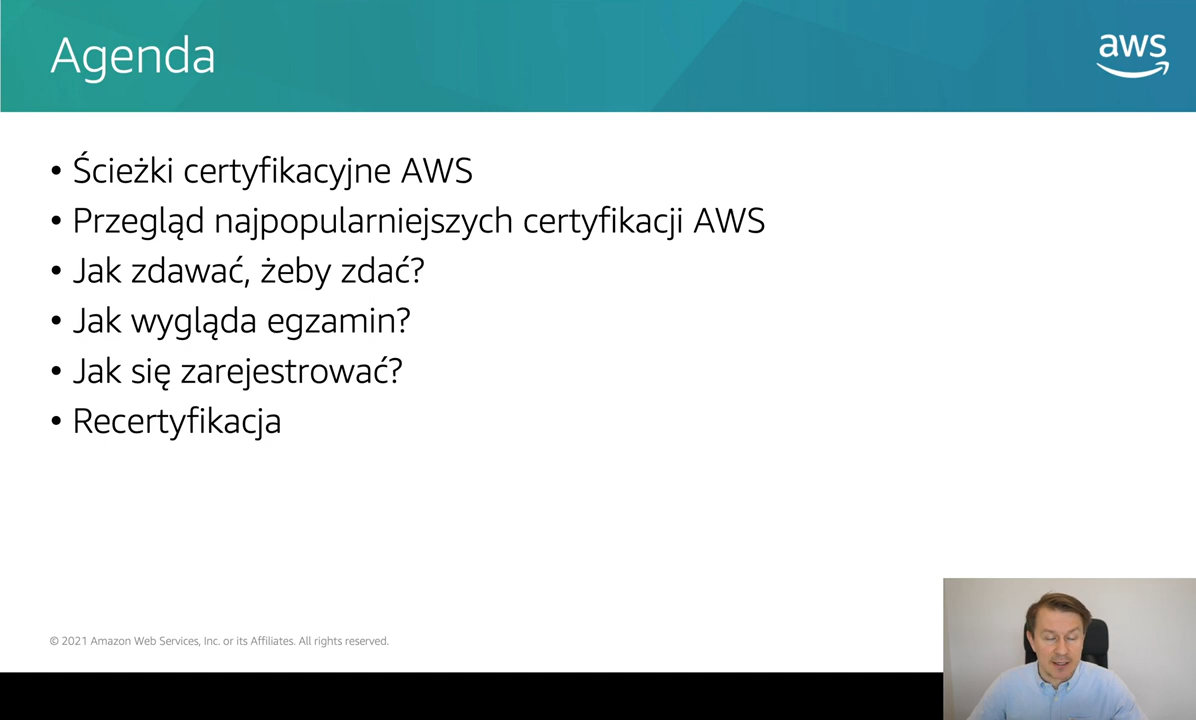 Agenda
aws
• Ścieżki certyfikacyjne AWS
• Przegląd najpopularniejszych certyfikacji AWS
• Jak zdawać, żeby zdać?
• Jak wygląda egzamin?
• Jak się zarejestrować?
• Recertyfikacja
© 2021 Amazon Web Services, Inc. or its Affiliates. All rights reserved.